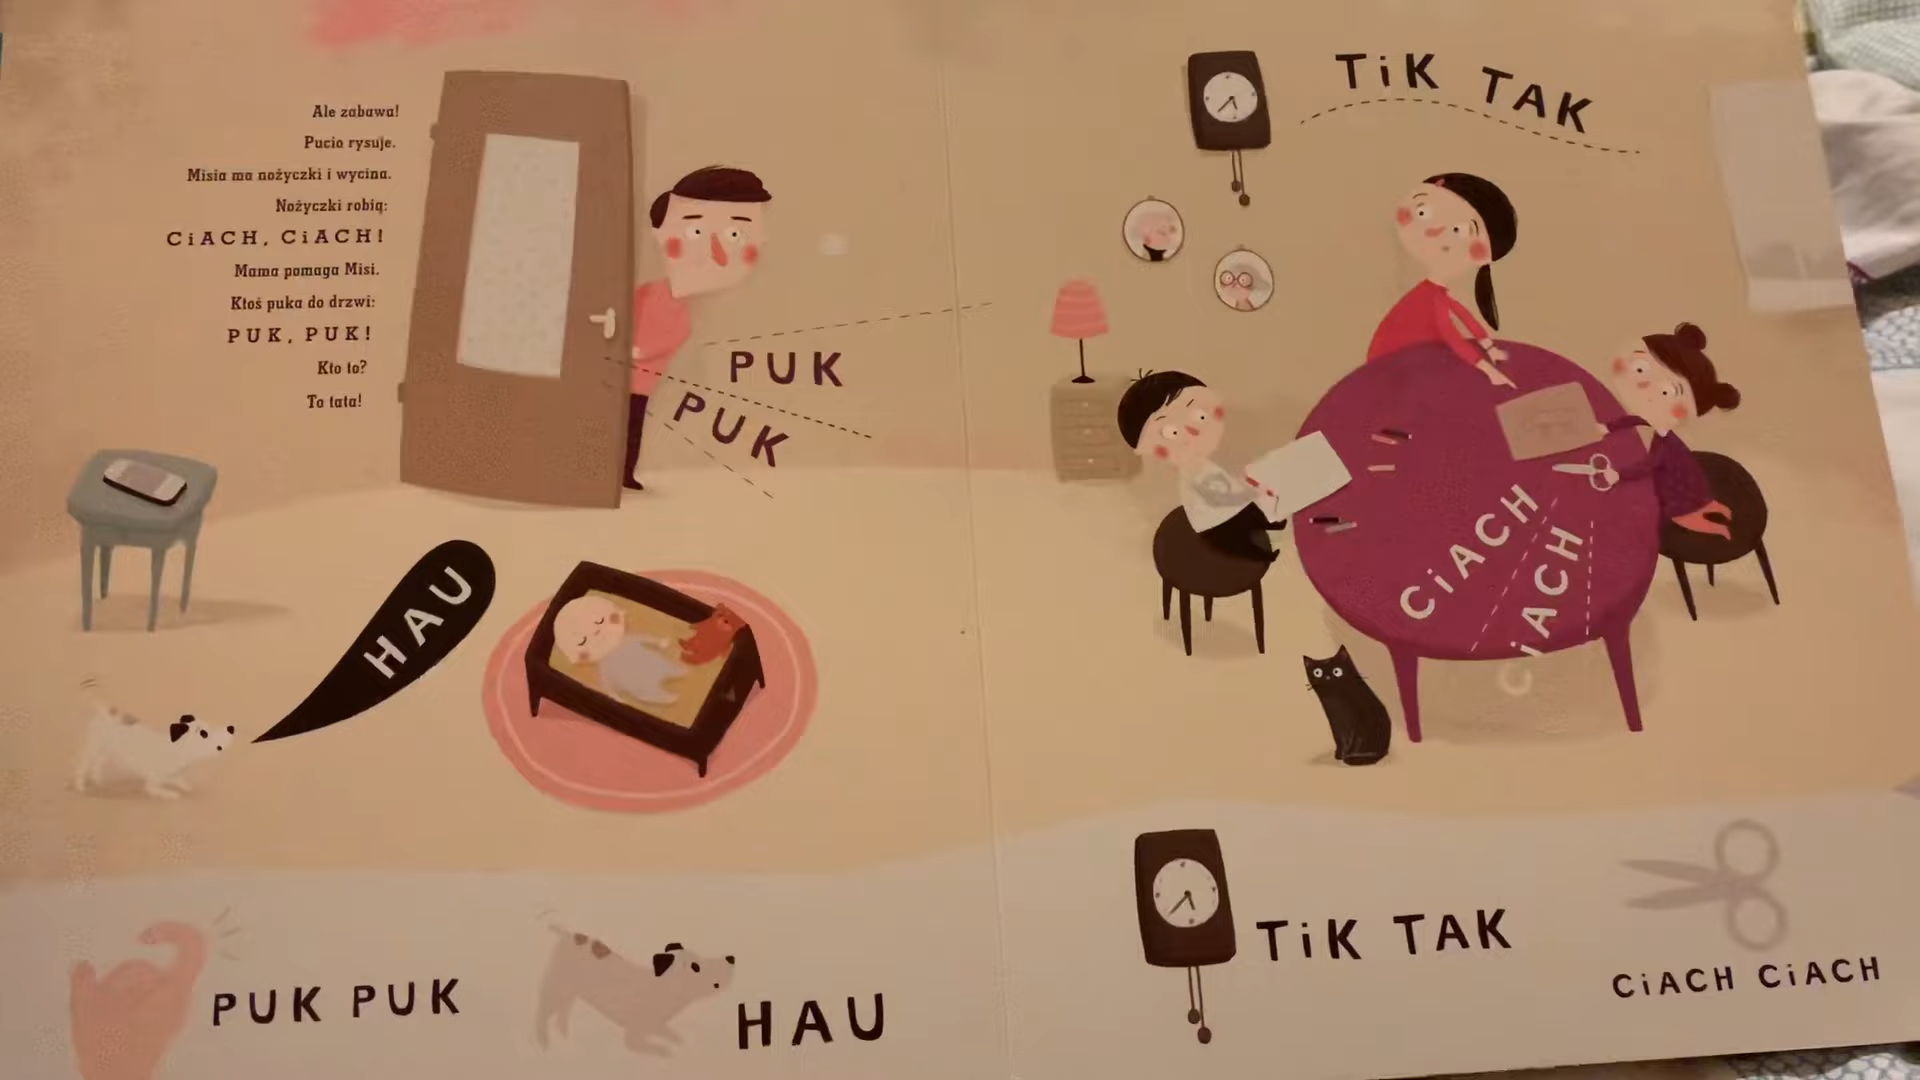 Ale zabawa!
Pucio rysuje.
Misia ma nożyczki i wycina.
Nożyczki robią:
CiACH, CiACH!
Mama pomaga Misi.
Ktoś puka do drzwi:
PUK, PUK!
Kto to?
To tata!
PUK
PUK
HAU
TiK TAK
CiACH
CiACH
PUK PUK
HAU
TiK TAK
CiACH CiACH